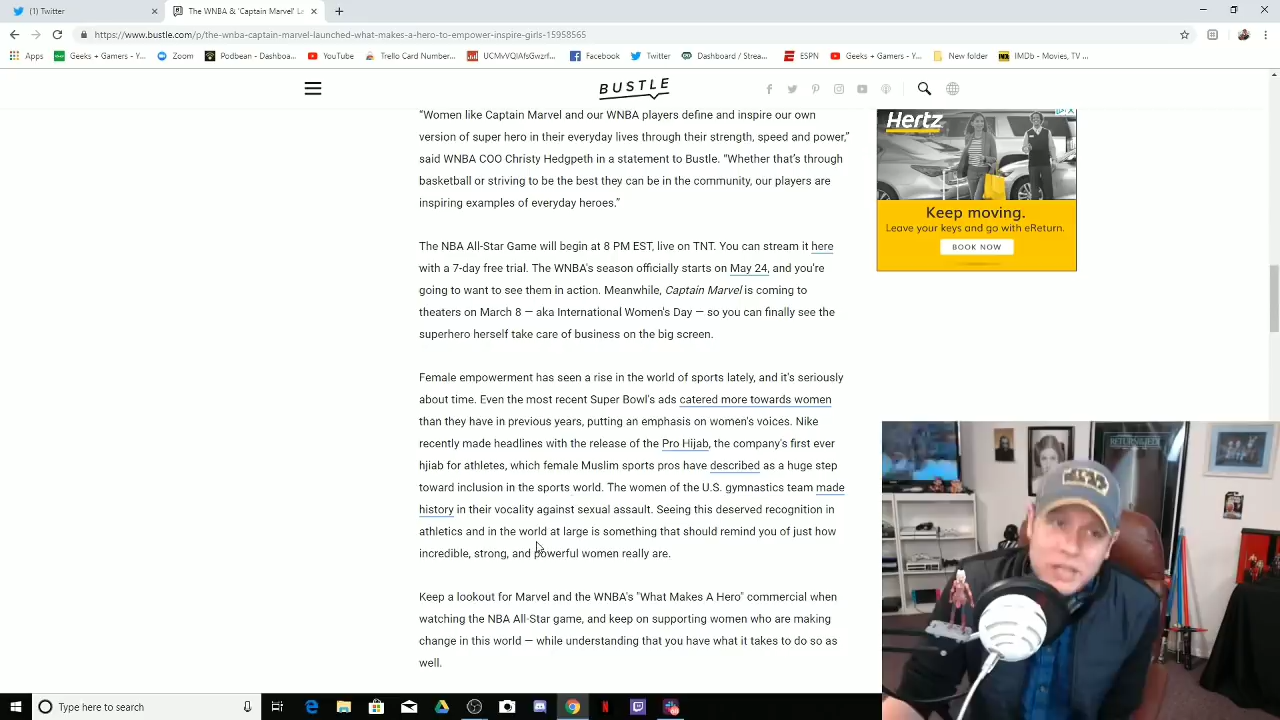 (1) Twitter
The WNBA & 'Captain Marvel' La
https://www.bustle.com/p/the-wnba-captain-marvel-launched-what-makes-a-hero-to-empower-inspire-girls-15958565
Apps
Geeks + Gamers - Y...
Podbean - Dashboard
YouTube
Trello Card Number...
Facebook
Twitter
Dashboard / Streak...
ESPN
Geeks + Gamers - Y...
New folder
IMDb - Movies, TV ...
BUSTLE
“Women like Captain Marvel and our WNBA players define and inspire our own
version of super hero in their everyday lives through their strength, speed and power,”
said WNBA COO Christy Hedgpeth in a statement to Bustle. “Whether that’s through
basketball or striving to be the best they can be in the community, our players are
inspiring examples of everyday heroes.”
The NBA All-Star Game will begin at 8 PM EST, live on TNT. You can stream it here
with a 7-day free trial. The WNBA's season officially starts on May 24, and you're
going to want to see them in action. Meanwhile, Captain Marvel is coming to
theaters on March 8 — aka International Women's Day — so you can finally see the
superhero herself take care of business on the big screen.
Female empowerment has seen a rise in the world of sports lately, and it's seriously
about time. Even the most recent Super Bowl's ads catered more towards women
than they have in previous years, putting an emphasis on women's voices. Nike
recently made headlines with the release of the Pro Hijab, the company's first ever
hjiab for athletes, which female Muslim sports pros have described as a huge step
toward inclusion in the sports world. The women of the U.S. gymnastics team made
history in their vocality against sexual assault. Seeing this deserved recognition in
athletics and in the world at large is something that should remind you of just how
incredible, strong, and powerful women really are.
Keep a lookout for Marvel and the WNBA's "What Makes A Hero" commercial when
watching the NBA All-Star game, and keep on supporting women who are making
change in this world — while understanding that you have what it takes to do so as
well.
Hertz
Keep moving.
Leave your keys and go with eReturn.
BOOK NOW
STAR WARS
Type here to search